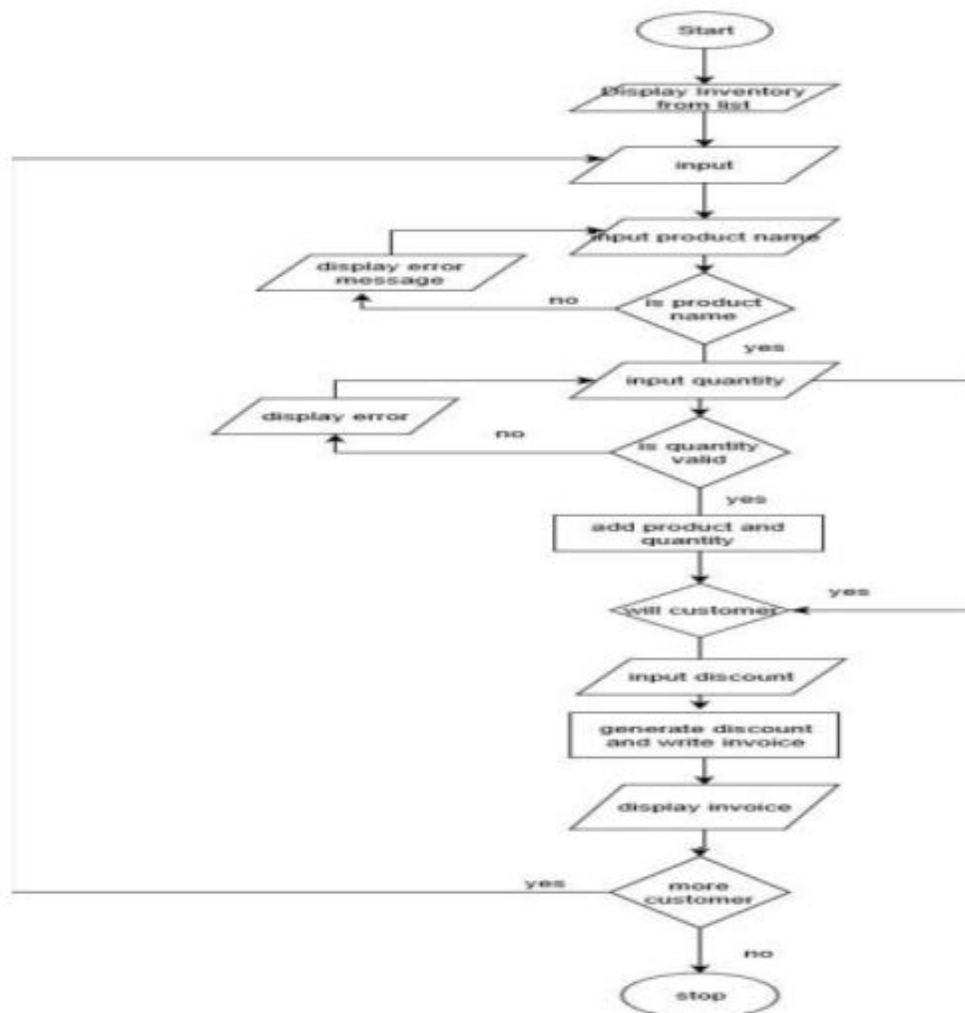 Start
Display Inventory
from list
input
input product name
display error
message
no
is product
name
yes
input quantity
display error
no
is quantity
valid
yes
add product and
quantity
yes
will customer
input discount
generate discount
and write invoice
display invoice
yes
more
customer
no
stop